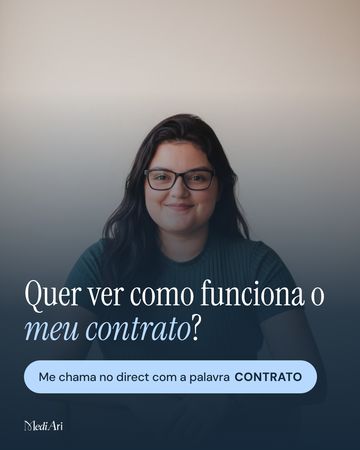 Quer ver como funciona o
meu contrato?
Me chama no direct com a palavra CONTRATO
MediAri